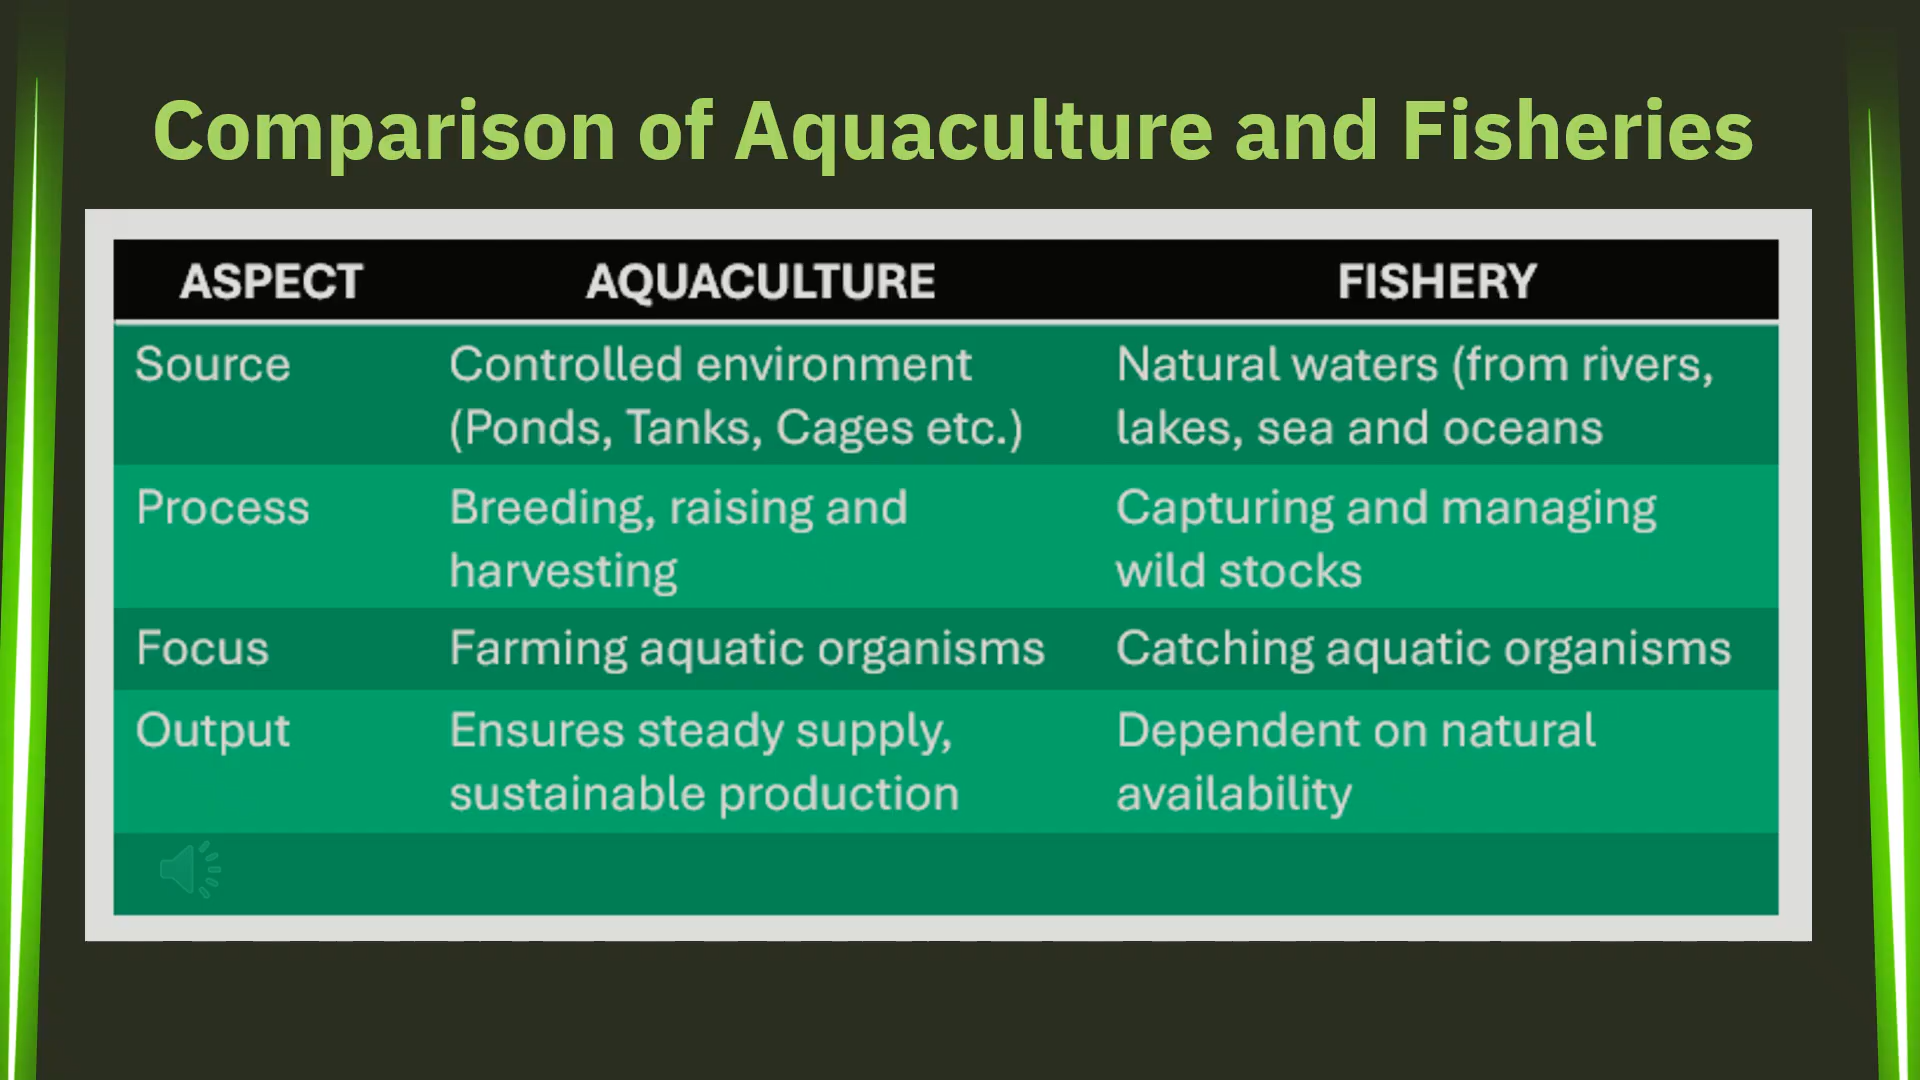 Comparison of Aquaculture and Fisheries
ASPECT AQUACULTURE FISHERY
Source Controlled environment Natural waters (from rivers,
(Ponds, Tanks, Cages etc.) lakes, sea and oceans
Process Breeding, raising and Capturing and managing
harvesting wild stocks
Focus Farming aquatic organisms Catching aquatic organisms
Output Ensures steady supply, Dependent on natural
sustainable production availability